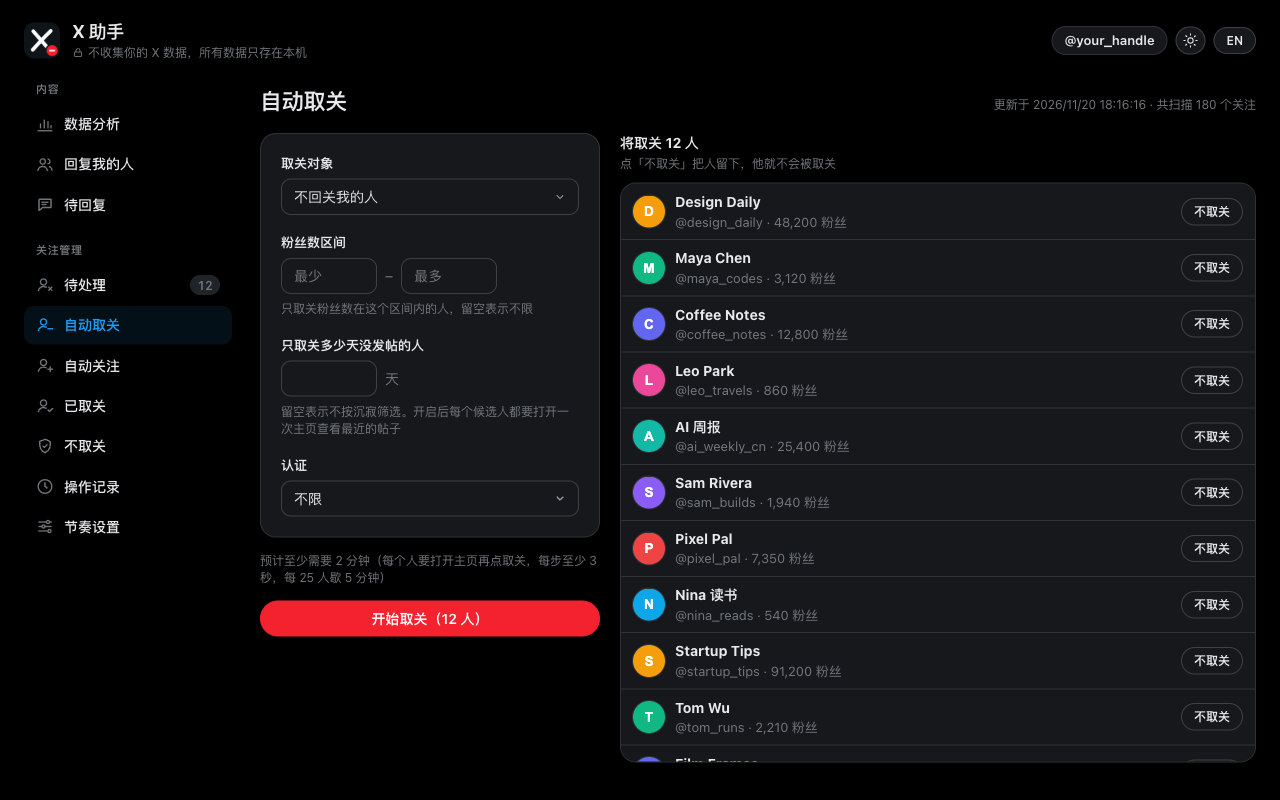 X 助手
不收集你的 X 数据，所有数据只存在本机
@your_handle
EN
内容
数据分析
回复我的人
待回复
关注管理
待处理
12
自动取关
自动关注
已取关
不取关
操作记录
节奏设置
自动取关
更新于 2026/11/20 18:16:16 · 共扫描 180 个关注
取关对象
不回关我的人
粉丝数区间
最少 – 最多
只取关粉丝数在这个区间内的人，留空表示不限
只取关多少天没发帖的人
天
留空表示不按沉寂筛选。开启后每个候选人都要打开一
次主页查看最近的帖子
认证
不限
预计至少需要 2 分钟（每个人要打开主页再点取关，每步至少 3
秒，每 25 人歇 5 分钟）
开始取关（12 人）
将取关 12 人
点「不取关」把人留下，他就不会被取关
D
Design Daily
@design_daily · 48,200 粉丝
不取关
M
Maya Chen
@maya_codes · 3,120 粉丝
不取关
C
Coffee Notes
@coffee_notes · 12,800 粉丝
不取关
L
Leo Park
@leo_travels · 860 粉丝
不取关
A
AI 周报
@ai_weekly_cn · 25,400 粉丝
不取关
S
Sam Rivera
@sam_builds · 1,940 粉丝
不取关
P
Pixel Pal
@pixel_pal · 7,350 粉丝
不取关
N
Nina 读书
@nina_reads · 540 粉丝
不取关
S
Startup Tips
@startup_tips · 91,200 粉丝
不取关
T
Tom Wu
@tom_runs · 2,210 粉丝
不取关